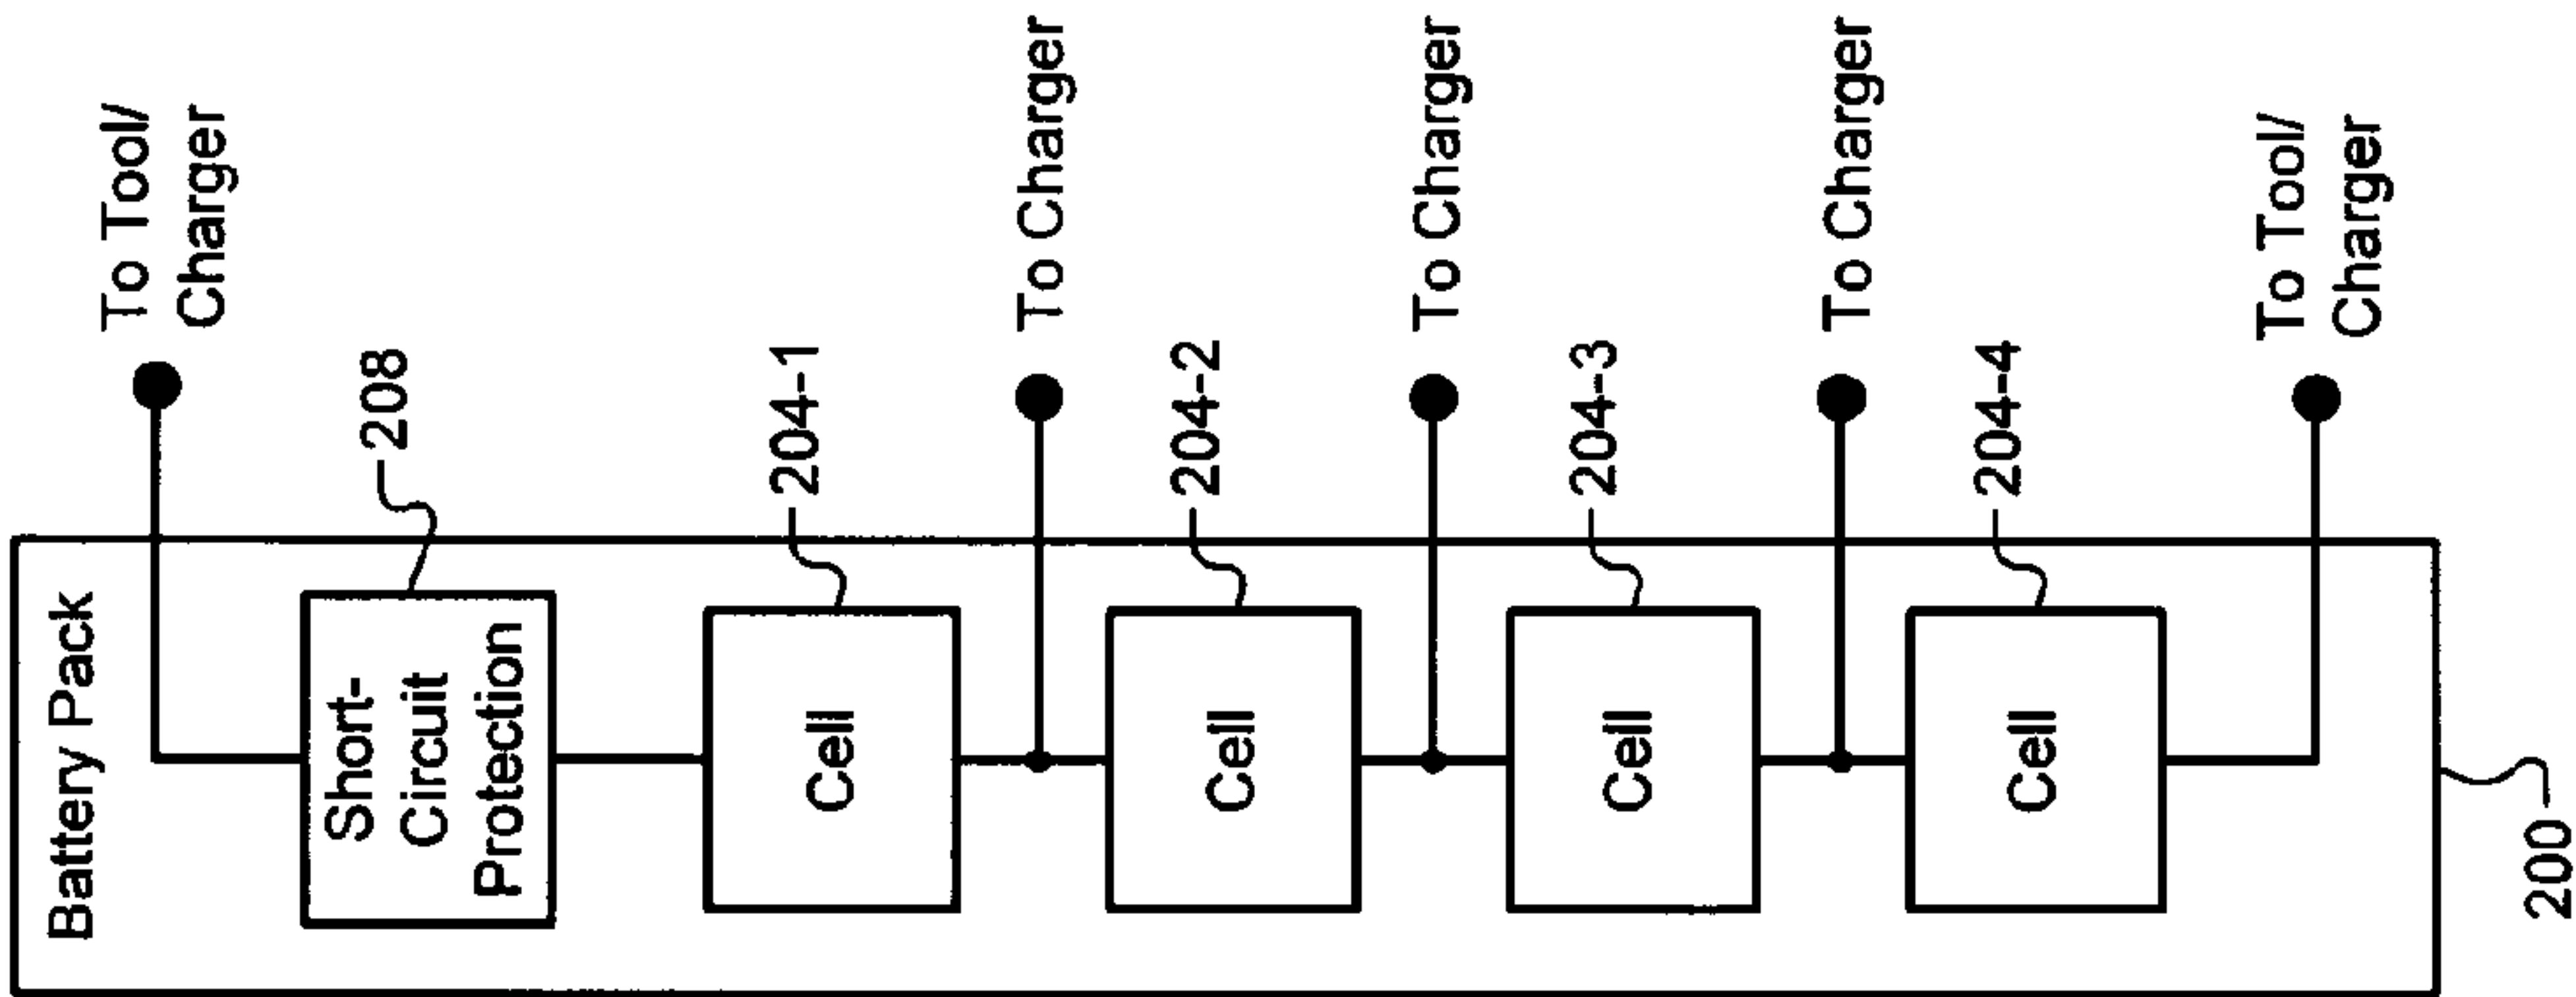 Battery Pack
To Tool/
Charger
208
Short-
Circuit
Protection
204-1
Cell
To Charger
204-2
Cell
To Charger
204-3
Cell
To Charger
204-4
Cell
To Tool/
Charger
200